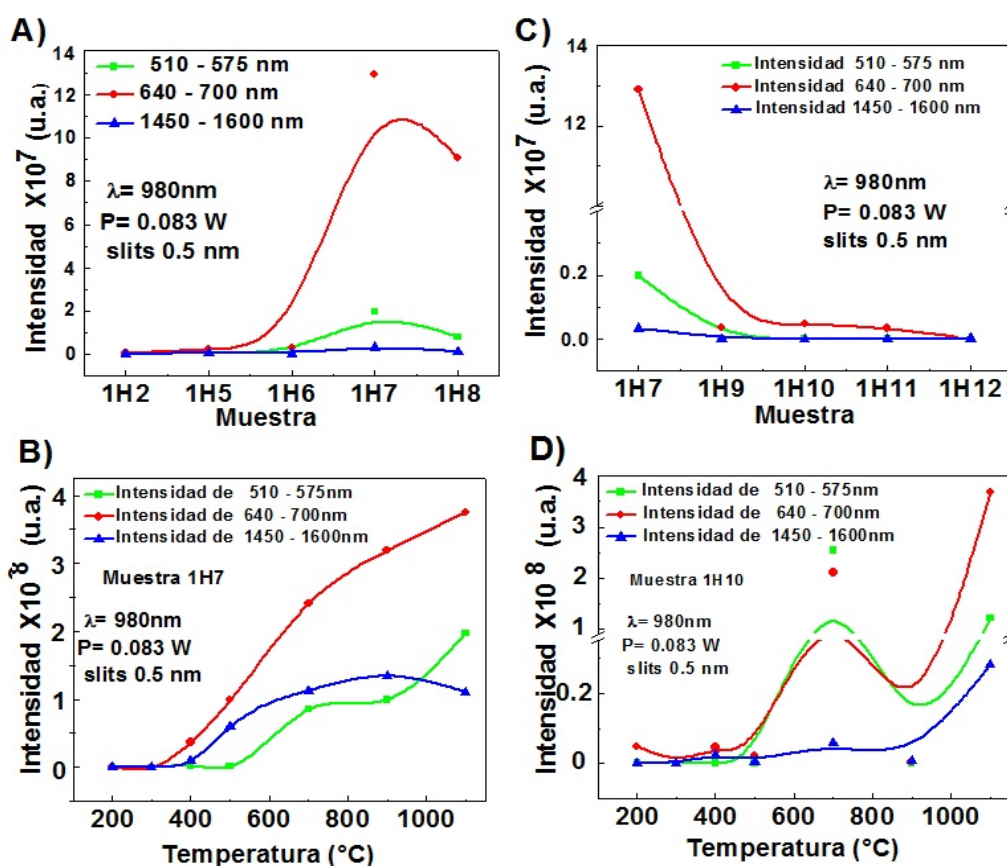 A)
510 - 575 nm
640 - 700 nm
1450 - 1600 nm
λ= 980nm
P= 0.083 W
slits 0.5 nm
Intensidad X10⁷ (u.a.)
14
12
10
8
6
4
2
0
1H2 1H5 1H6 1H7 1H8
Muestra
C)
Intensidad 510 - 575 nm
Intensidad 640 - 700 nm
Intensidad 1450 - 1600 nm
λ= 980nm
P= 0.083 W
slits 0.5 nm
Intensidad X10⁷ (u.a.)
14
13
0.2
0.0
1H7 1H9 1H10 1H11 1H12
Muestra
B)
Intensidad de 510 - 575nm
Intensidad de 640 - 700nm
Intensidad de 1450 - 1600nm
Muestra 1H7
λ= 980nm
P= 0.083 W
slits 0.5 nm
Intensidad X10⁸ (u.a.)
4
3
2
1
0
200 400 600 800 1000
Temperatura (°C)
D)
Intensidad de 510 - 575nm
Intensidad de 640 - 700nm
Intensidad de 1450 - 1600nm
Muestra 1H10
λ= 980nm
P= 0.083 W
slits 0.5 nm
Intensidad X10 8 (u.a.)
4
3
2
1
0.2
0
200 400 600 800 1000
Temperatura (°C)